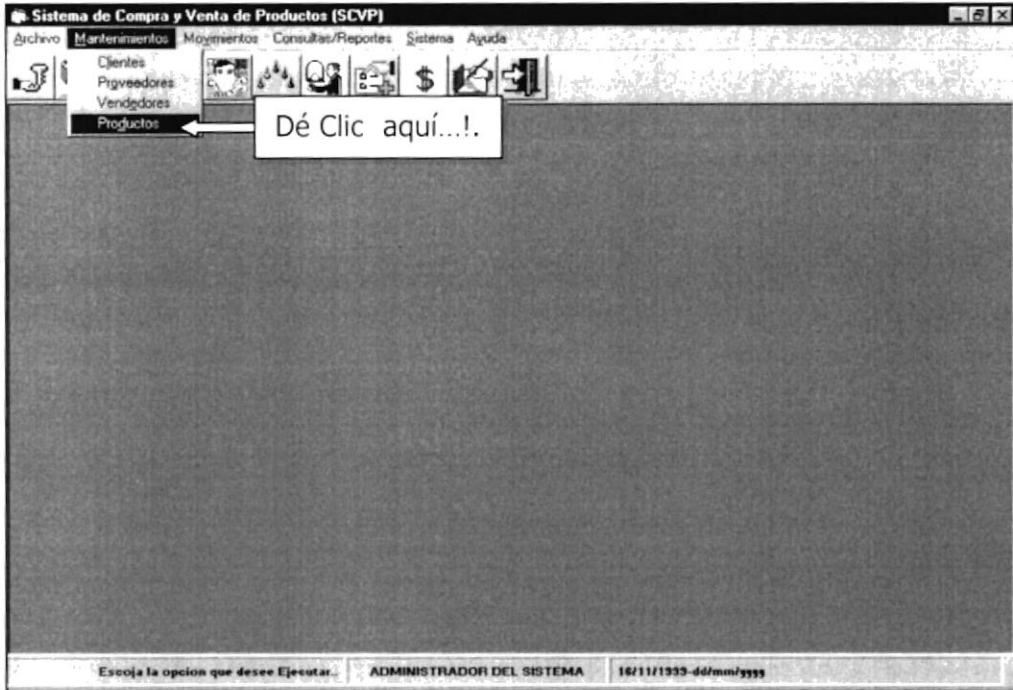 Sistema de Compra y Venta de Productos (SCVP)
Archivo Mantenimientos Movimientos Consultas/Reportes Sistema Ayuda
Clientes
Proveedores
Vendedores
Productos
Dé Clic aquí...!.
$
Escoja la opcion que desee Ejecutar.. ADMINISTRADOR DEL SISTEMA 16/11/1999-dd/mm/yyyy